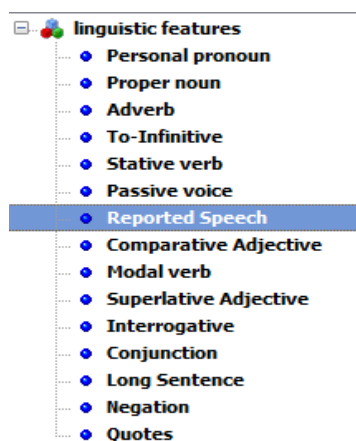 linguistic features
Personal pronoun
Proper noun
Adverb
To-Infinitive
Stative verb
Passive voice
Reported Speech
Comparative Adjective
Modal verb
Superlative Adjective
Interrogative
Conjunction
Long Sentence
Negation
Quotes